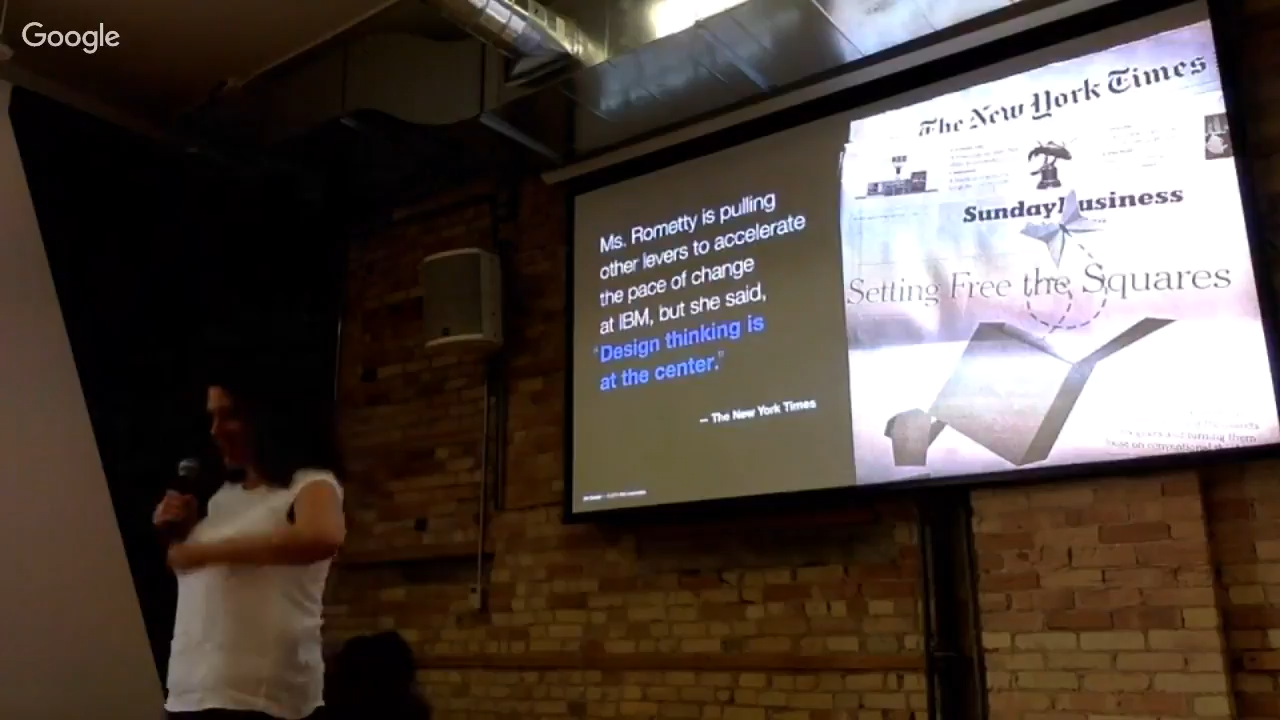 Google
Ms. Rometty is pulling
other levers to accelerate
the pace of change
at IBM, but she said,
"Design thinking is
at the center."
— The New York Times
The New York Times
SundayBusiness
Setting Free the Squares